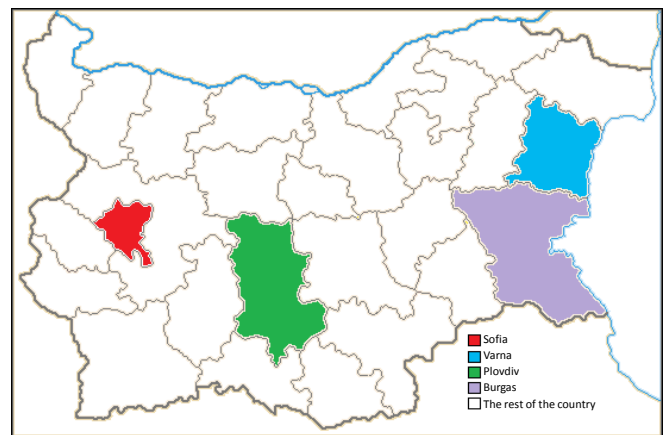 Sofia
Varna
Plovdiv
Burgas
The rest of the country